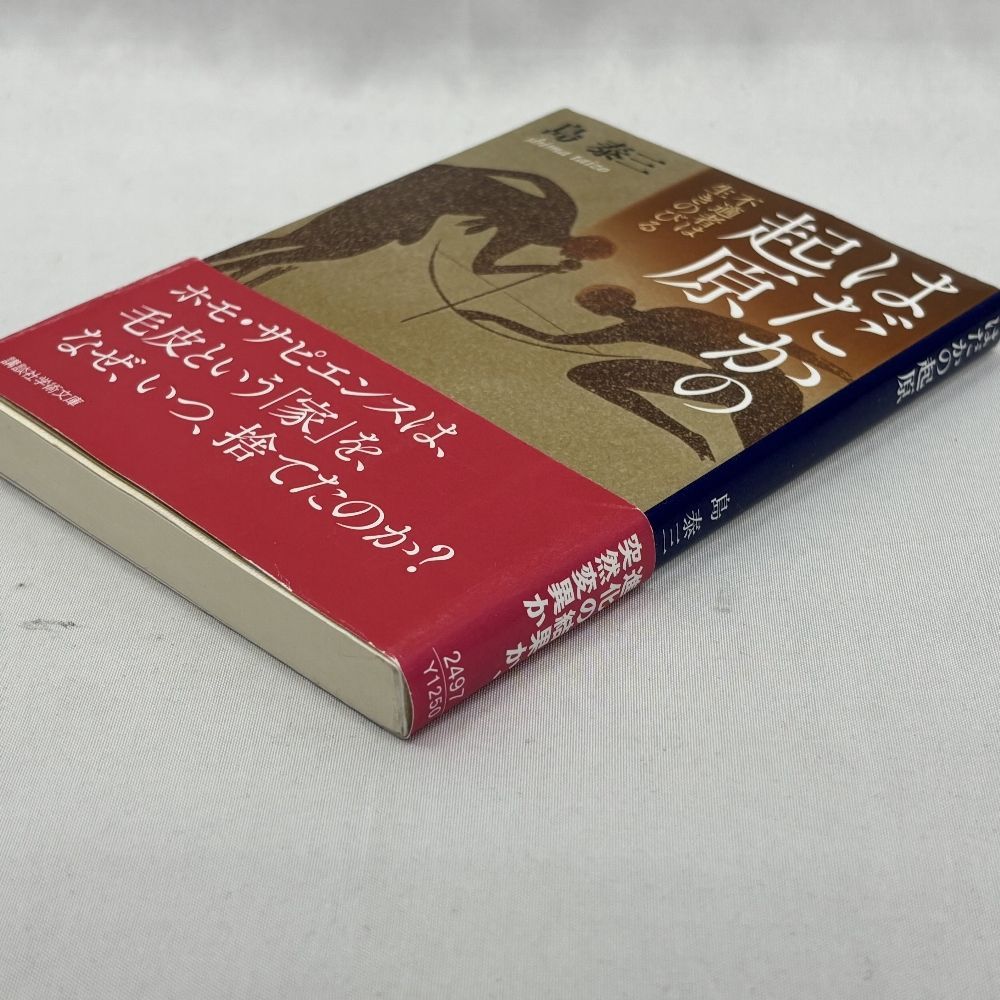 島 泰三
shima taizo
不適者は
生きのびる
はだかの
起原
ホモ・サピエンスは、
毛皮という「家」を、
なぜ、いつ、捨てたのか?
講談社学術文庫
はだかの起原
島 泰三
進化の結果か、
突然変異か
2497
Y1250